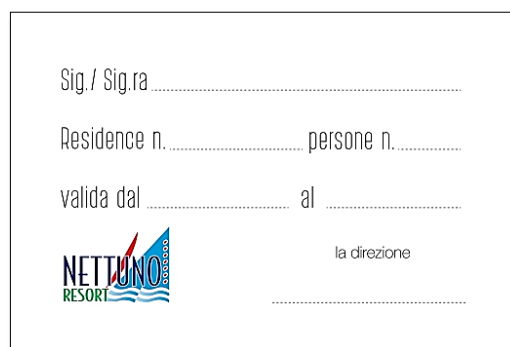 Sig./ Sig.ra
Residence n. persone n.
valida dal al
la direzione
NETTUNO
RESORT